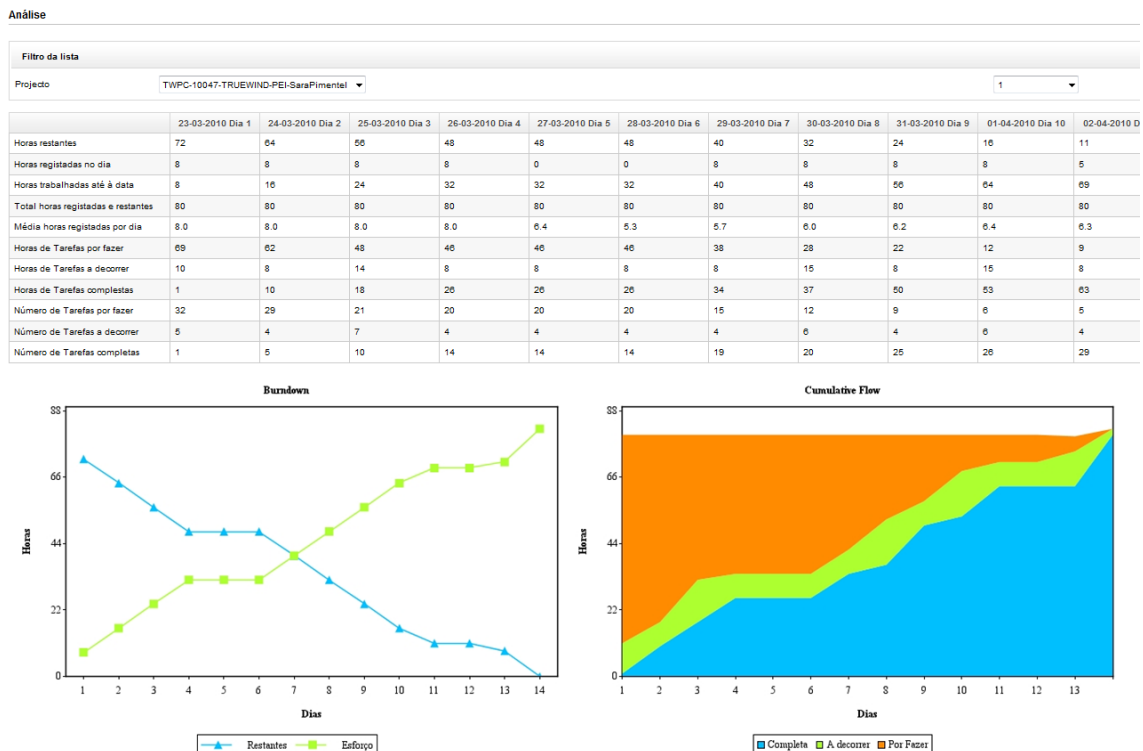 Análise
Filtro da lista
Projecto TWPC-10047-TRUEWIND-PEI-SaraPimentel 1
23-03-2010 Dia 1 24-03-2010 Dia 2 25-03-2010 Dia 3 26-03-2010 Dia 4 27-03-2010 Dia 5 28-03-2010 Dia 6 29-03-2010 Dia 7 30-03-2010 Dia 8 31-03-2010 Dia 9 01-04-2010 Dia 10 02-04-2010 D
Horas restantes 72 64 56 48 48 48 40 32 24 16 11
Horas registadas no dia 8 8 8 8 0 0 8 8 8 8 5
Horas trabalhadas até à data 8 16 24 32 32 32 40 48 56 64 69
Total horas registadas e restantes 80 80 80 80 80 80 80 80 80 80 80
Média horas registadas por dia 8.0 8.0 8.0 8.0 6.4 5.3 5.7 6.0 6.2 6.4 6.3
Horas de Tarefas por fazer 69 62 48 46 46 46 38 28 22 12 9
Horas de Tarefas a decorrer 10 8 14 8 8 8 8 15 8 15 8
Horas de Tarefas complestas 1 10 18 26 26 26 34 37 50 53 63
Número de Tarefas por fazer 32 29 21 20 20 20 15 12 9 6 5
Número de Tarefas a decorrer 5 4 7 4 4 4 4 6 4 6 4
Número de Tarefas completas 1 5 10 14 14 14 19 20 25 26 29
Burndown
88
66
44
22
0
Horas
1 2 3 4 5 6 7 8 9 10 11 12 13 14
Dias
Restantes Esforço
Cumulative Flow
88
66
44
22
0
Horas
1 2 3 4 5 6 7 8 9 10 11 12 13
Dias
Completa A decorrer Por Fazer